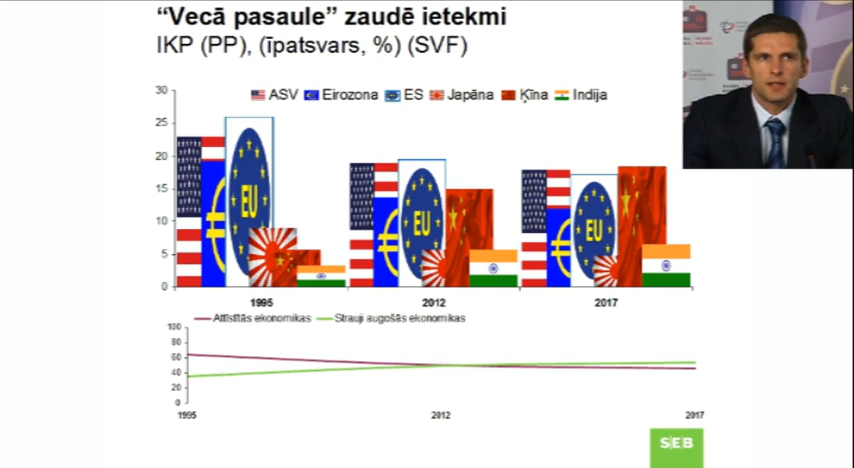 “Vecā pasaule” zaudē ietekmi
IKP (PP), (īpatsvars, %) (SVF)
ASV Eirozona ES Japāna Ķīna Indija
30
25
20
15
10
5
0
EU
EU
EU
1995 2012 2017
Attīstītās ekonomikas Strauji augošās ekonomikas
100
80
60
40
20
0
1995 2012 2017
SEB